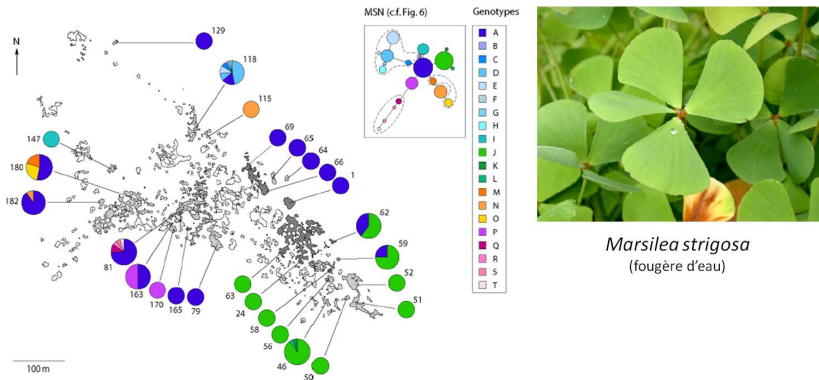 129
MSN (c.f. Fig. 6)
Genotypes
N
118
115
147
180
182
69
65
64
66
1
62
59
52
51
81
163
170
165
79
63
24
58
56
46
50
100 m
A
B
C
D
E
F
G
H
I
J
K
L
M
N
O
P
Q
R
S
T
Marsilea strigosa
(fougère d’eau)